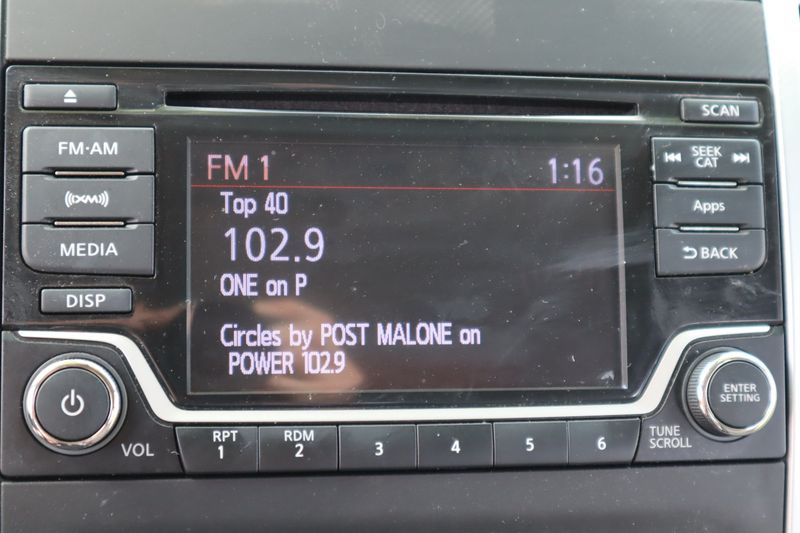 SCAN
FM·AM
SEEK
CAT
FM 1
1:16
Top 40
XM
Apps
102.9
MEDIA
BACK
ONE on P
DISP
Circles by POST MALONE on
POWER 102.9
ENTER
SETTING
VOL
RPT
1
RDM
2
3
4
5
6
TUNE
SCROLL